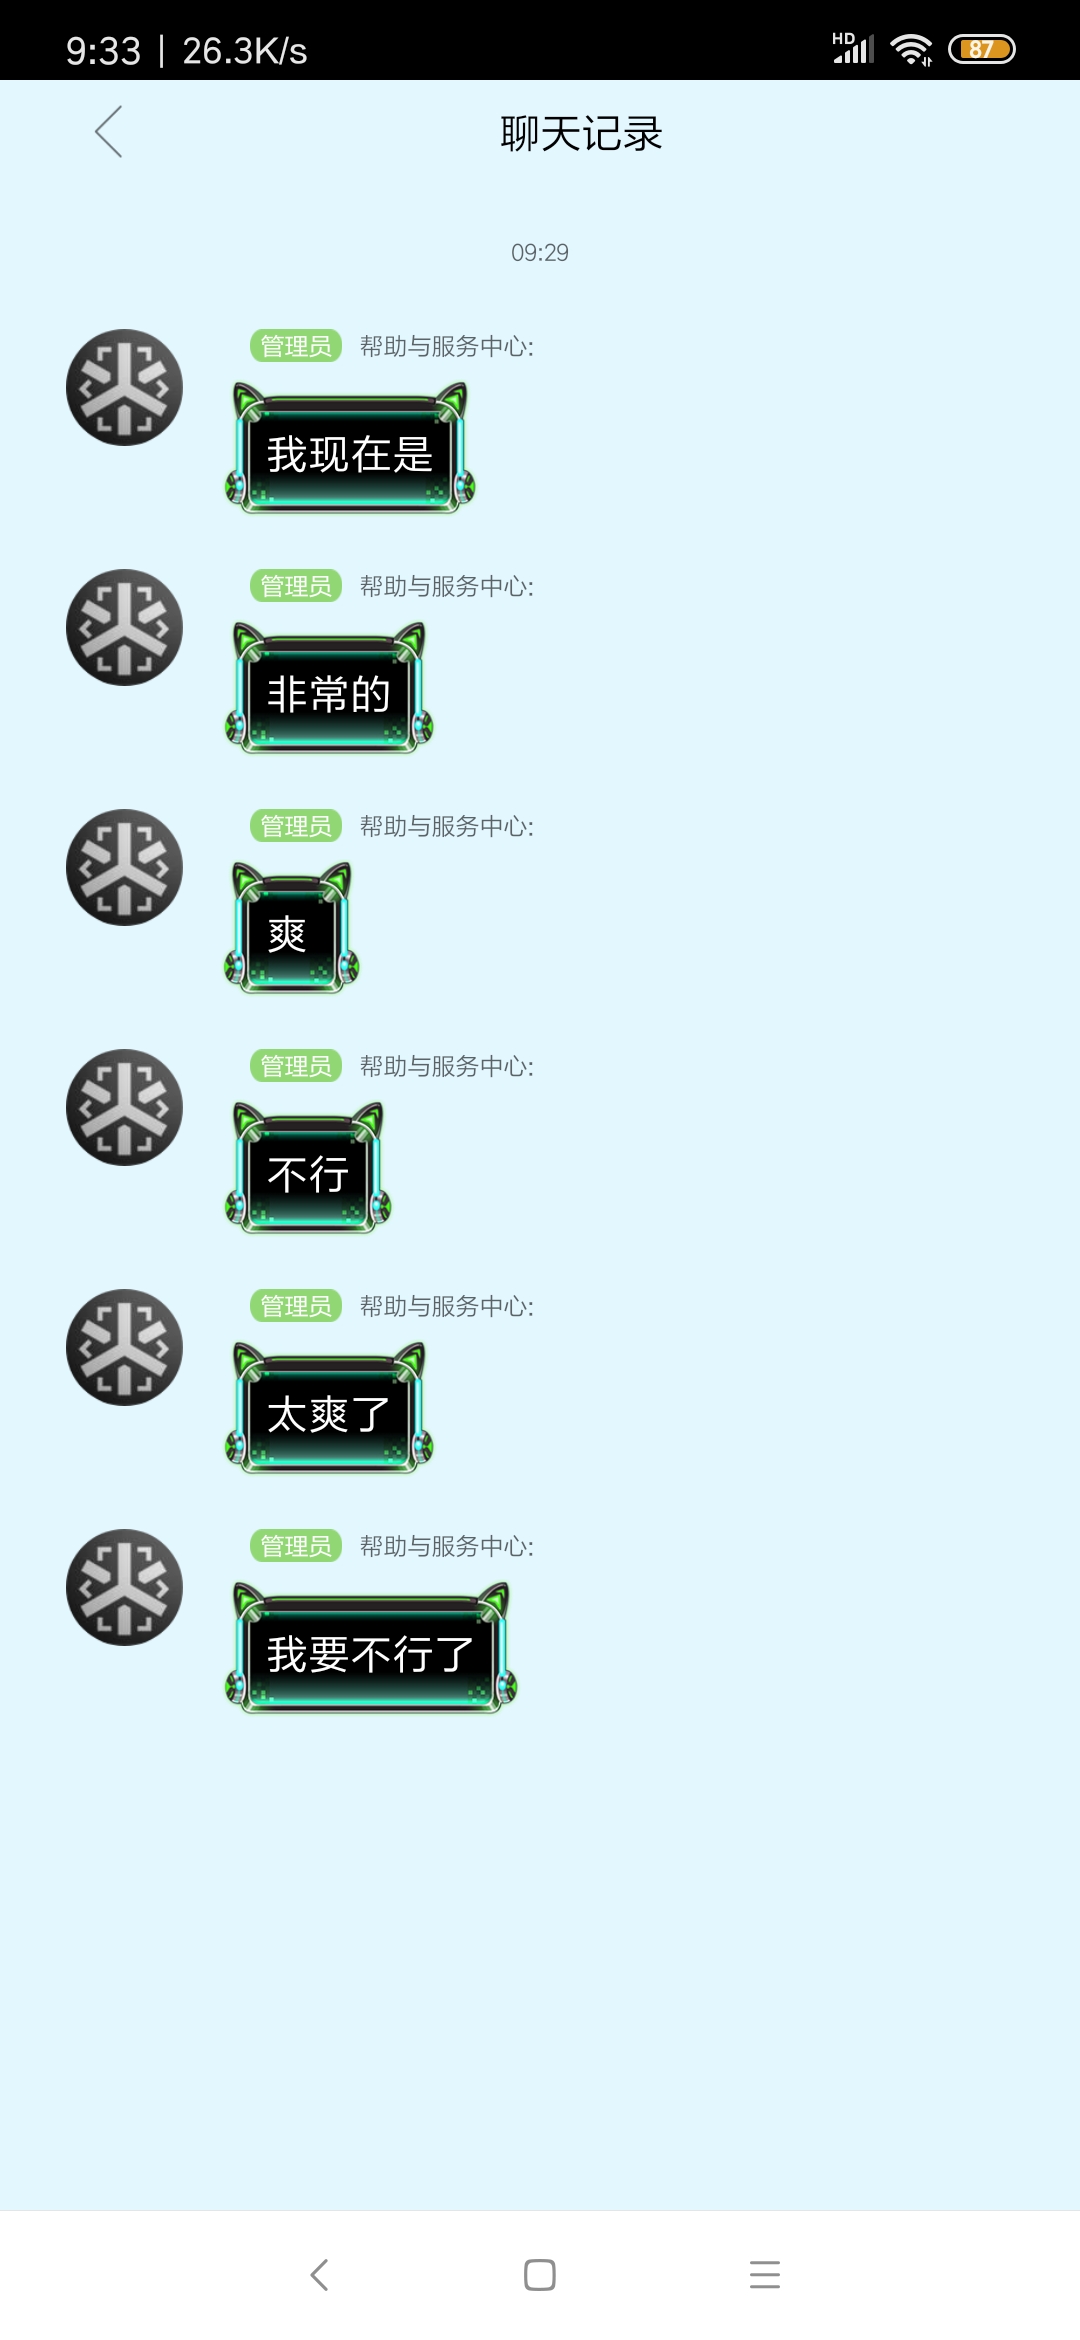 9:33 | 26.3K/s
HD
87
聊天记录
09:29
管理员 帮助与服务中心:
我现在是
管理员 帮助与服务中心:
非常的
管理员 帮助与服务中心:
爽
管理员 帮助与服务中心:
不行
管理员 帮助与服务中心:
太爽了
管理员 帮助与服务中心:
我要不行了